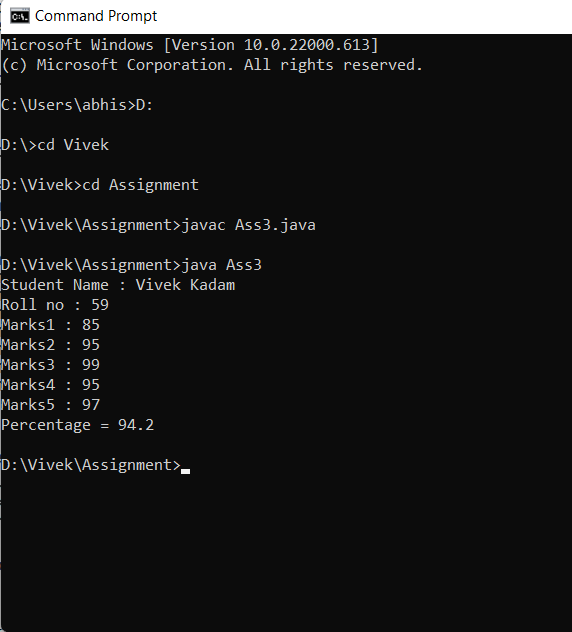 Command Prompt
Microsoft Windows [Version 10.0.22000.613]
(c) Microsoft Corporation. All rights reserved.
C:\Users\abhis>D:
D:\>cd Vivek
D:\Vivek>cd Assignment
D:\Vivek\Assignment>javac Ass3.java
D:\Vivek\Assignment>java Ass3
Student Name : Vivek Kadam
Roll no : 59
Marks1 : 85
Marks2 : 95
Marks3 : 99
Marks4 : 95
Marks5 : 97
Percentage = 94.2
D:\Vivek\Assignment>